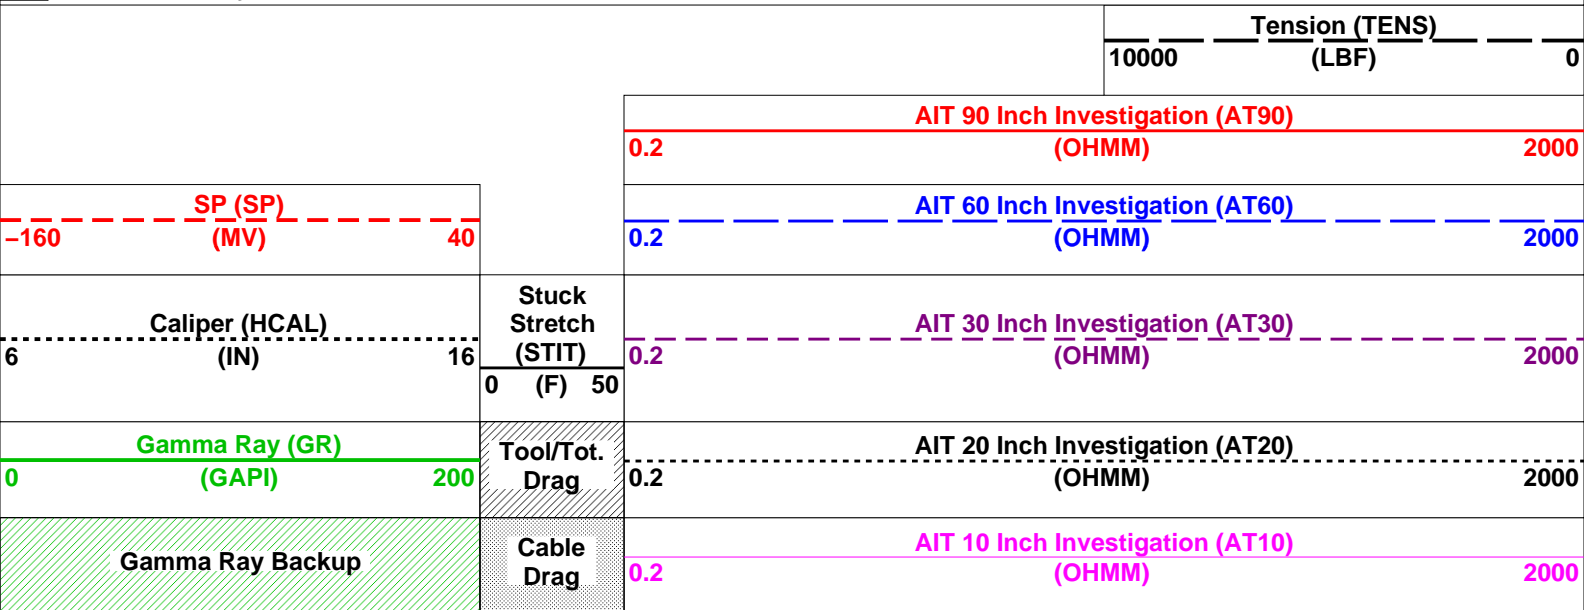 Tension (TENS)
10000 (LBF) 0
AIT 90 Inch Investigation (AT90)
0.2 (OHMM) 2000
SP (SP)
−160 (MV) 40
AIT 60 Inch Investigation (AT60)
0.2 (OHMM) 2000
Caliper (HCAL)
6 (IN) 16
Stuck
Stretch
(STIT)
0 (F) 50
AIT 30 Inch Investigation (AT30)
0.2 (OHMM) 2000
Gamma Ray (GR)
0 (GAPI) 200
Tool/Tot.
Drag
AIT 20 Inch Investigation (AT20)
0.2 (OHMM) 2000
Gamma Ray Backup
Cable
Drag
AIT 10 Inch Investigation (AT10)
0.2 (OHMM) 2000